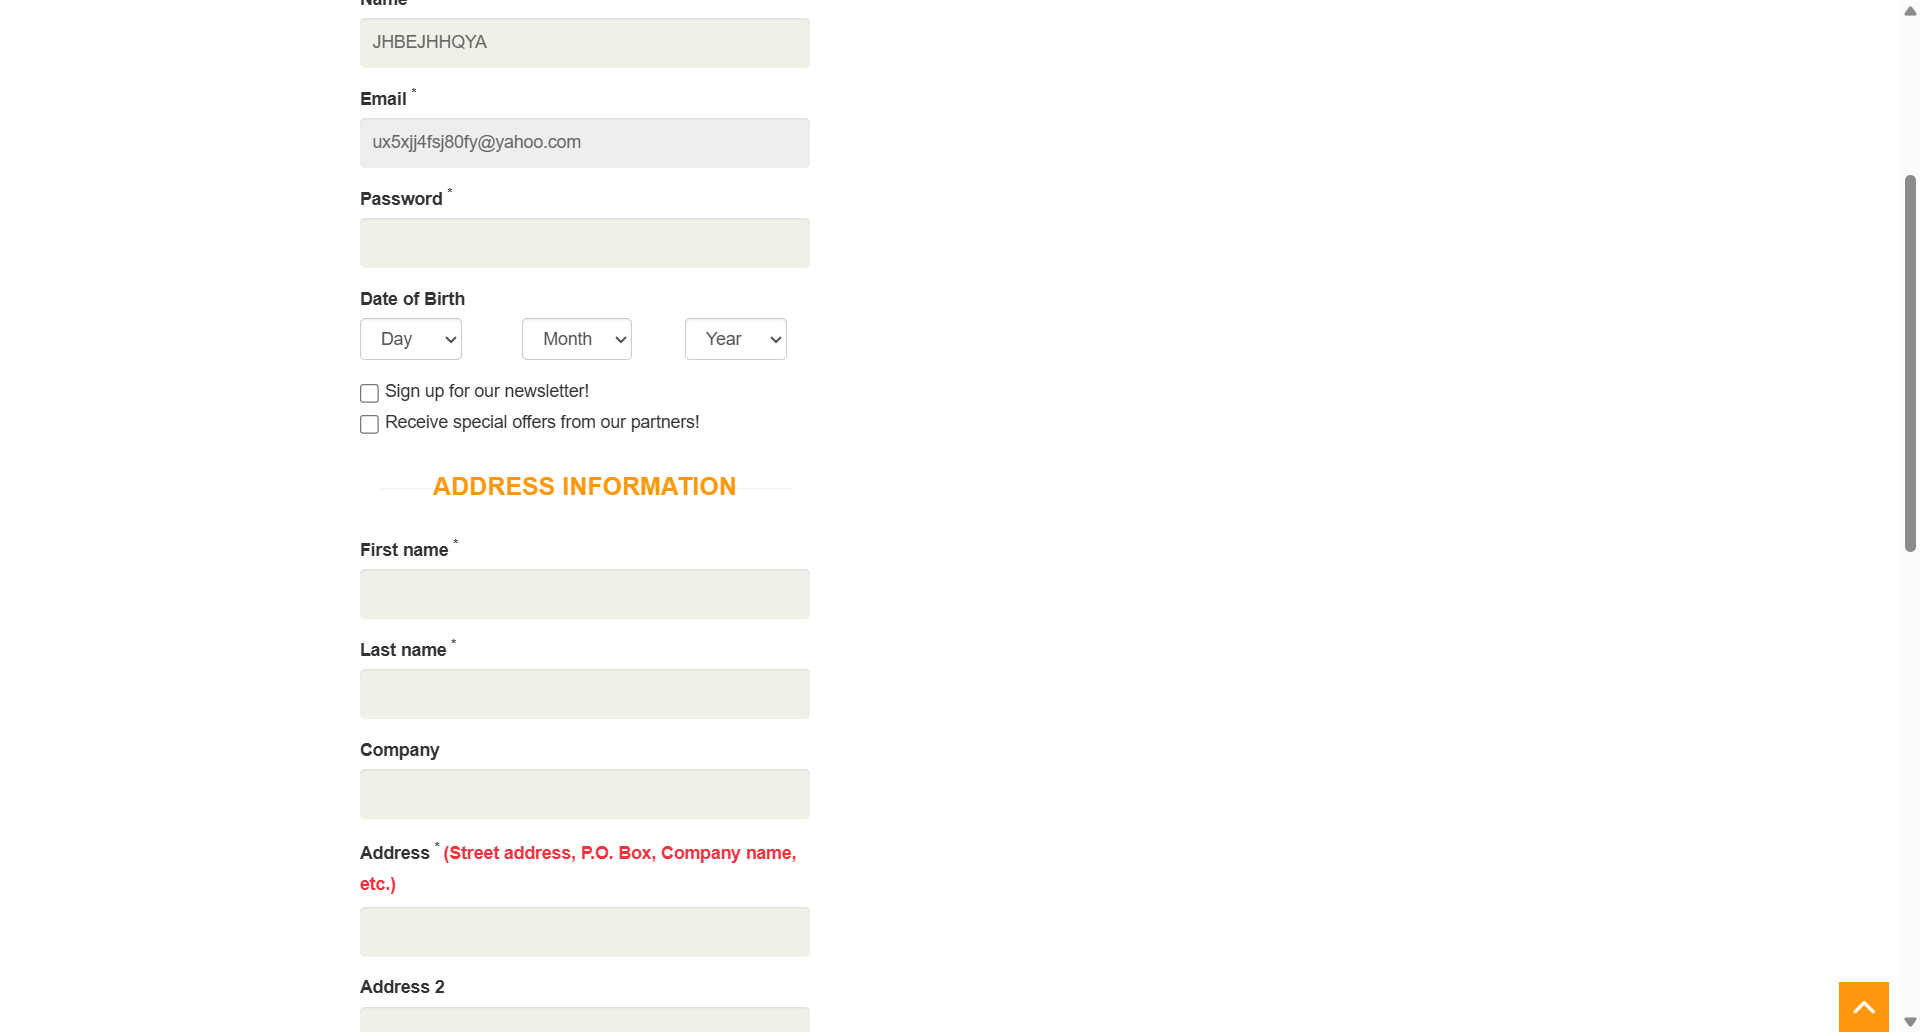 Name
JHBEJHHQYA
Email *
ux5xjj4fsj80fy@yahoo.com
Password *
Date of Birth
Day Month Year
Sign up for our newsletter!
Receive special offers from our partners!
ADDRESS INFORMATION
First name *
Last name *
Company
Address * (Street address, P.O. Box, Company name,
etc.)
Address 2